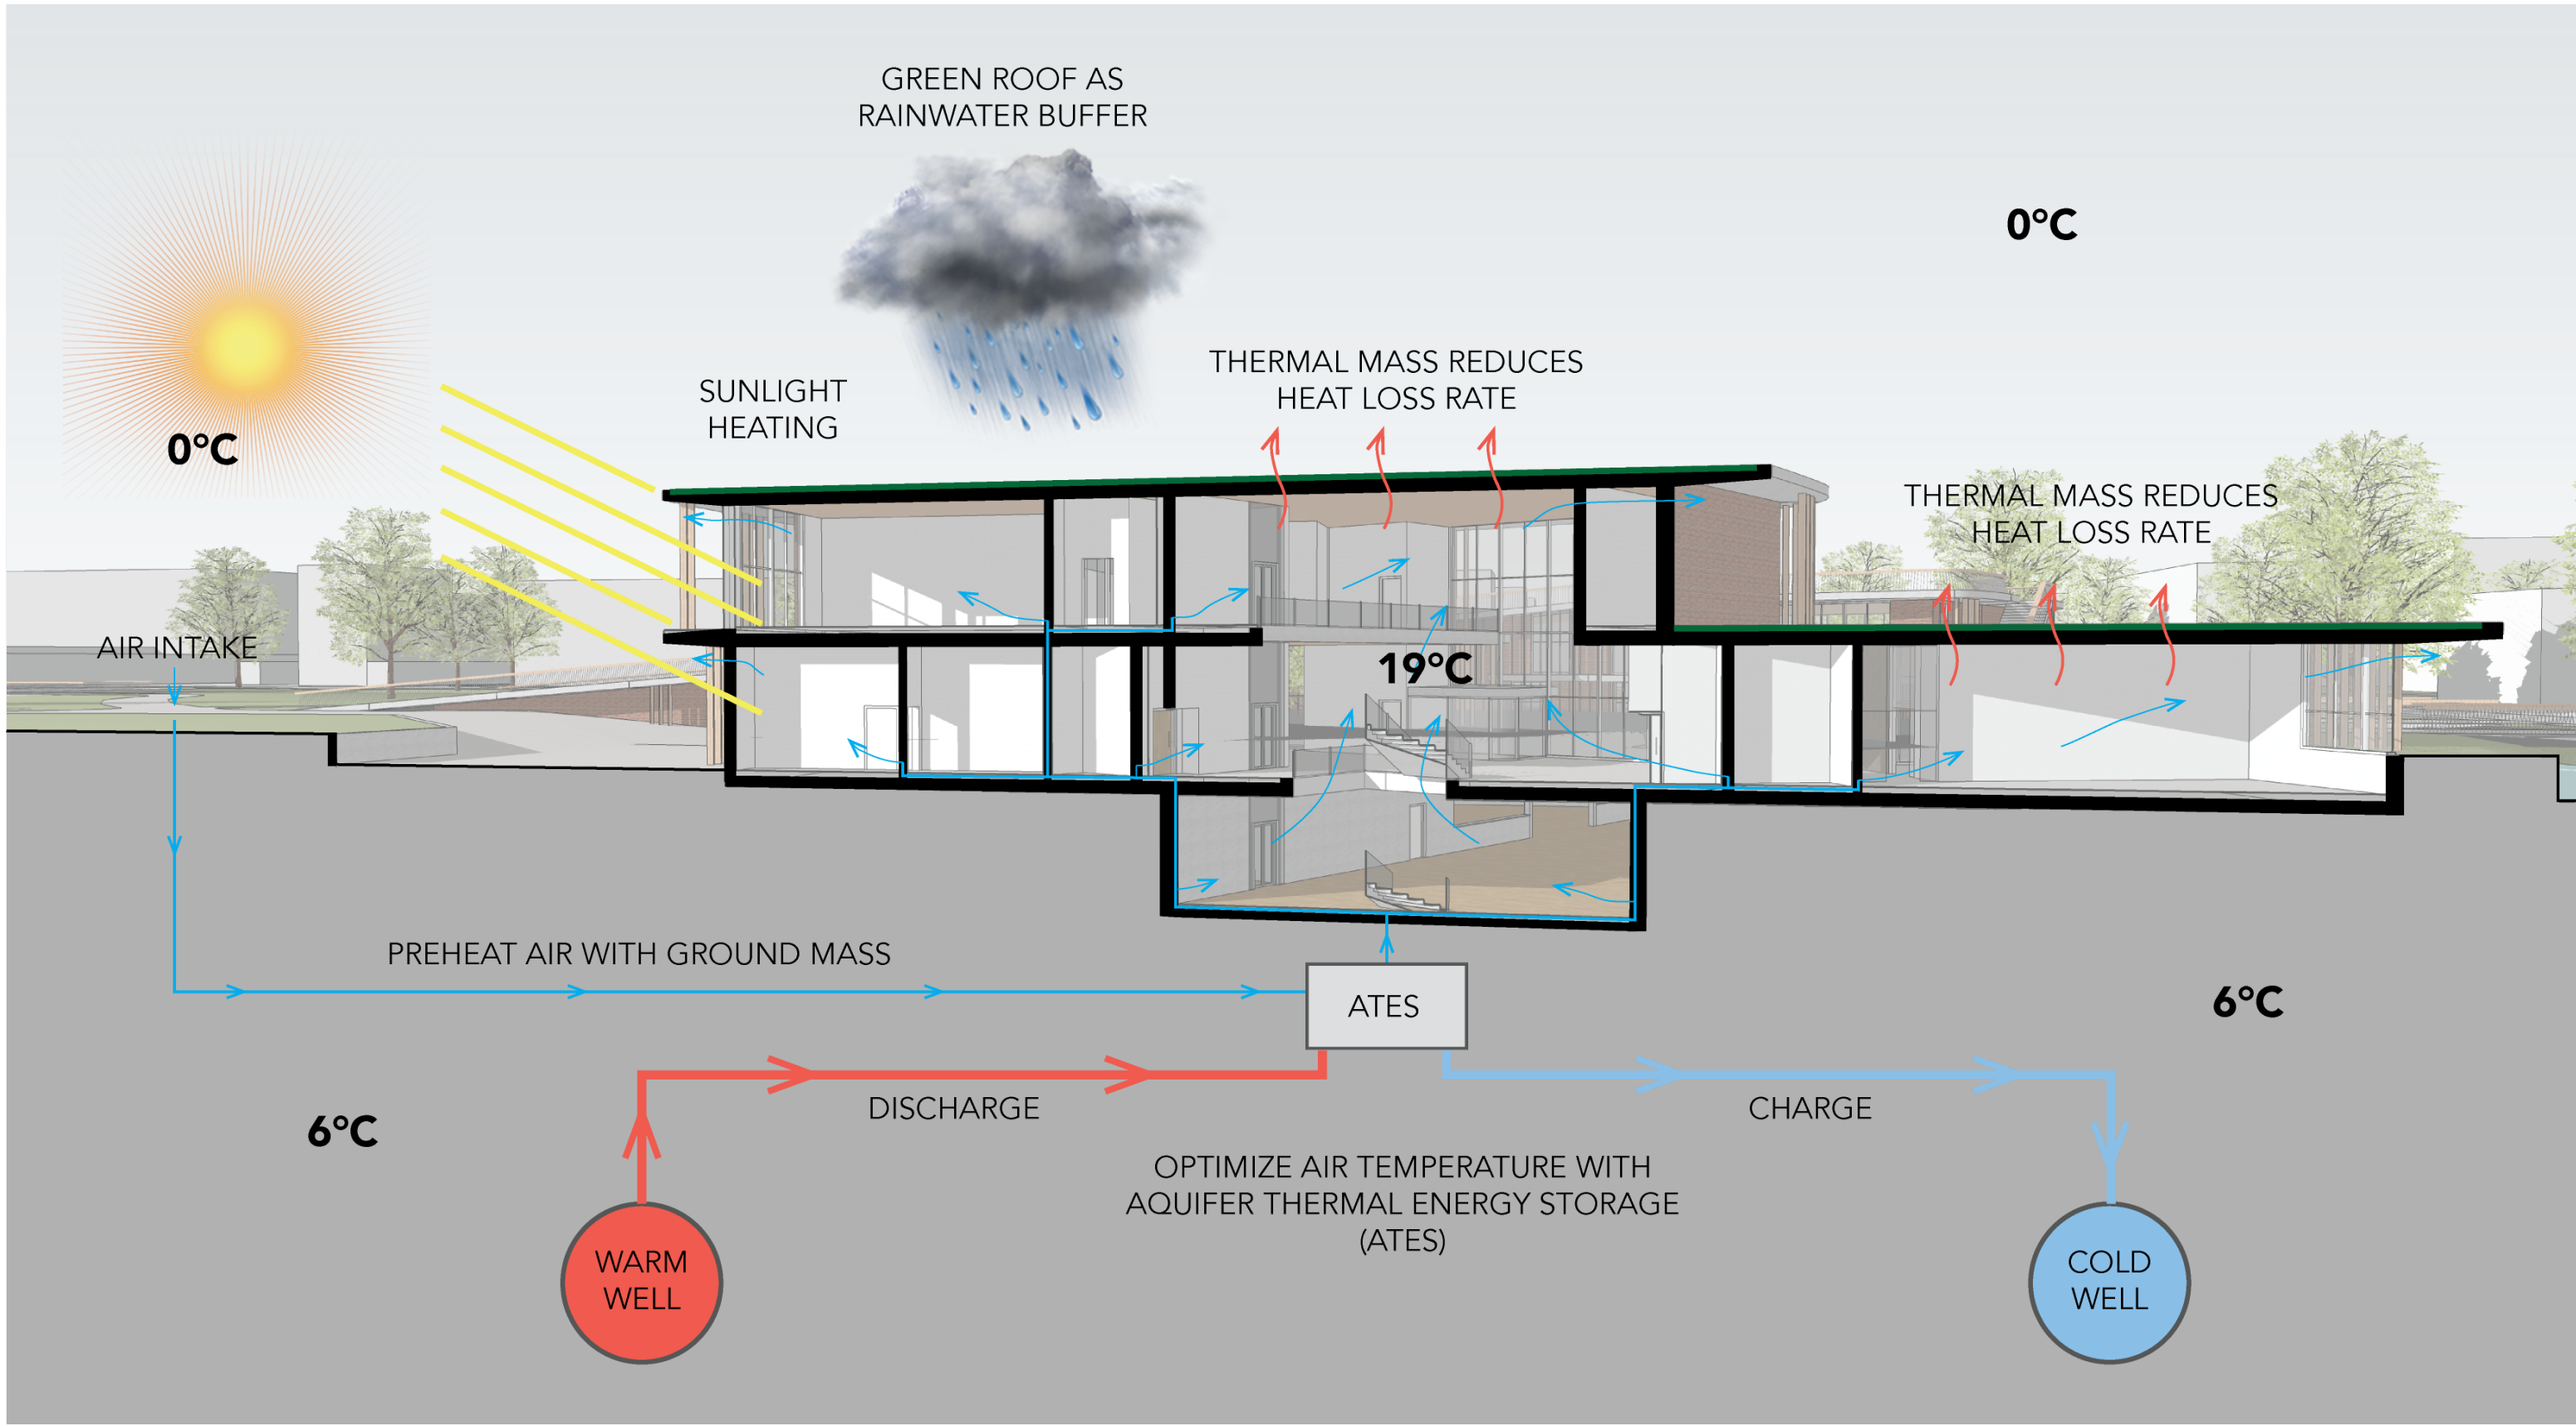 GREEN ROOF AS
RAINWATER BUFFER
0°C
THERMAL MASS REDUCES
HEAT LOSS RATE
SUNLIGHT
HEATING
0°C
THERMAL MASS REDUCES
HEAT LOSS RATE
AIR INTAKE
19°C
PREHEAT AIR WITH GROUND MASS
ATES
6°C
DISCHARGE
CHARGE
6°C
OPTIMIZE AIR TEMPERATURE WITH
AQUIFER THERMAL ENERGY STORAGE
(ATES)
WARM
WELL
COLD
WELL